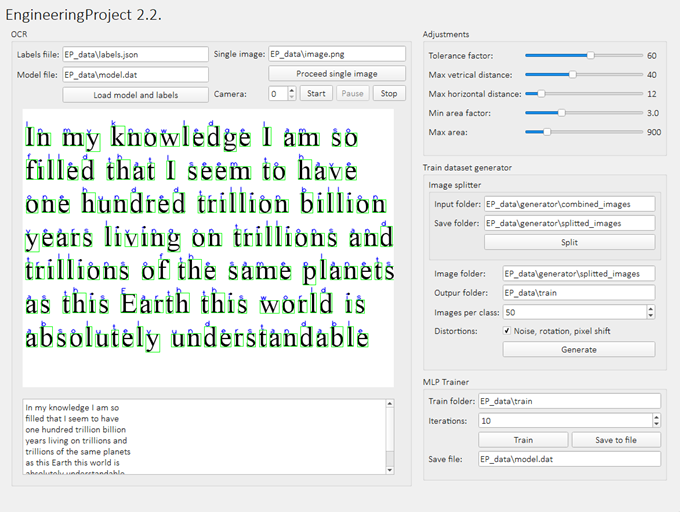 EngineeringProject 2.2.
OCR
Labels fiile: EP_data\labels.json
Single image: EP_data\image.png
Model file: EP_data\model.dat
Proceed single image
Load model and labels
Camera: 0 Start Pause Stop
In my knowledge I am so
filled that I seem to have
one hundred trillion billion
years living on trillions and
trillions of the same planets
as this Earth this world is
absolutely understandable
In my knowledge I am so
filled that I seem to have
one hundred trillion billion
years living on trillions and
trillions of the same planets
as this Earth this world is
absolutely understandable
Adjustments
Tolerance factor: 60
Max vetrical distance: 40
Max horizontal distance: 12
Min area factor: 3.0
Max area: 900
Train dataset generator
Image splitter
Input folder: EP_data\generator\combined_images
Save folder: EP_data\generator\splitted_images
Split
Image folder: EP_data\generator\splitted_images
Output folder: EP_data\train
Images per class: 50
Distortions: Noise, rotation, pixel shift
Generate
MLP Trainer
Train folder: EP_data\train
Iterations: 10
Train Save to file
Save file: EP_data\model.dat